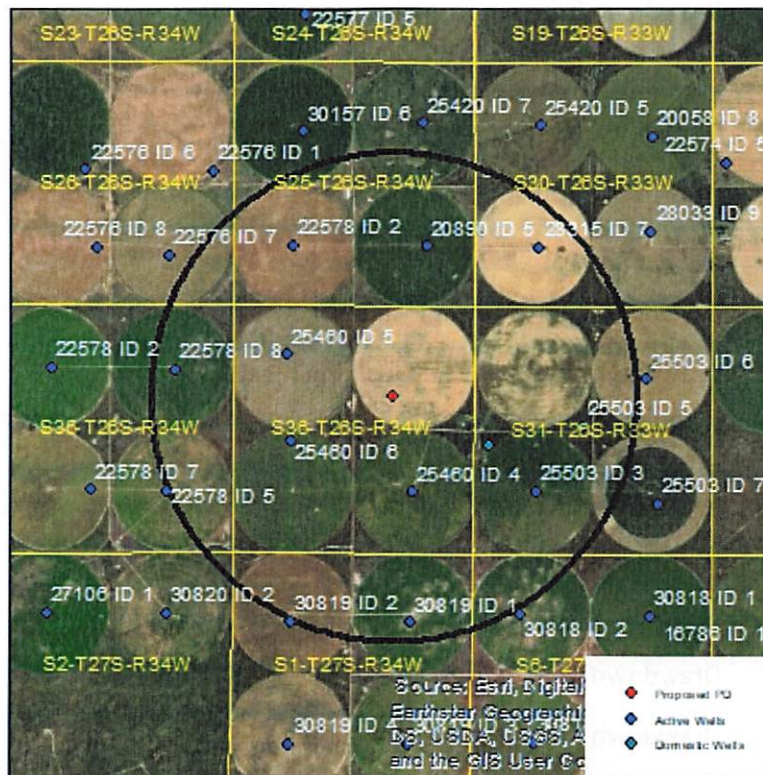 22577 ID 5
S23-T26S-R34W
S24-T26S-R34W
S19-T26S-R33W
30157 ID 6
25420 ID 7
25420 ID 5
20058 ID 8
22574 ID 5
22576 ID 6
22576 ID 1
S26-T26S-R34W
S25-T26S-R34W
S30-T26S-R33W
22576 ID 8
22576 ID 7
22578 ID 2
20890 ID 5
28315 ID 7
28033 ID 9
22578 ID 2
22578 ID 8
25460 ID 5
25503 ID 6
25503 ID 5
S35-T26S-R34W
S36-T26S-R34W
S31-T26S-R33W
25460 ID 6
22578 ID 7
22578 ID 5
25460 ID 4
25503 ID 3
25503 ID 7
27106 ID 1
30820 ID 2
30819 ID 2
30819 ID 1
30818 ID 2
30818 ID 1
16786 ID 1
S2-T27S-R34W
S1-T27S-R34W
S6-T27
Source: Esri, Digital
Earthstar Geographi
DS, USDA, USGS, A
and the GIS User Co
30819 ID 4
Proposed PD
Active Wells
Domestic Wells